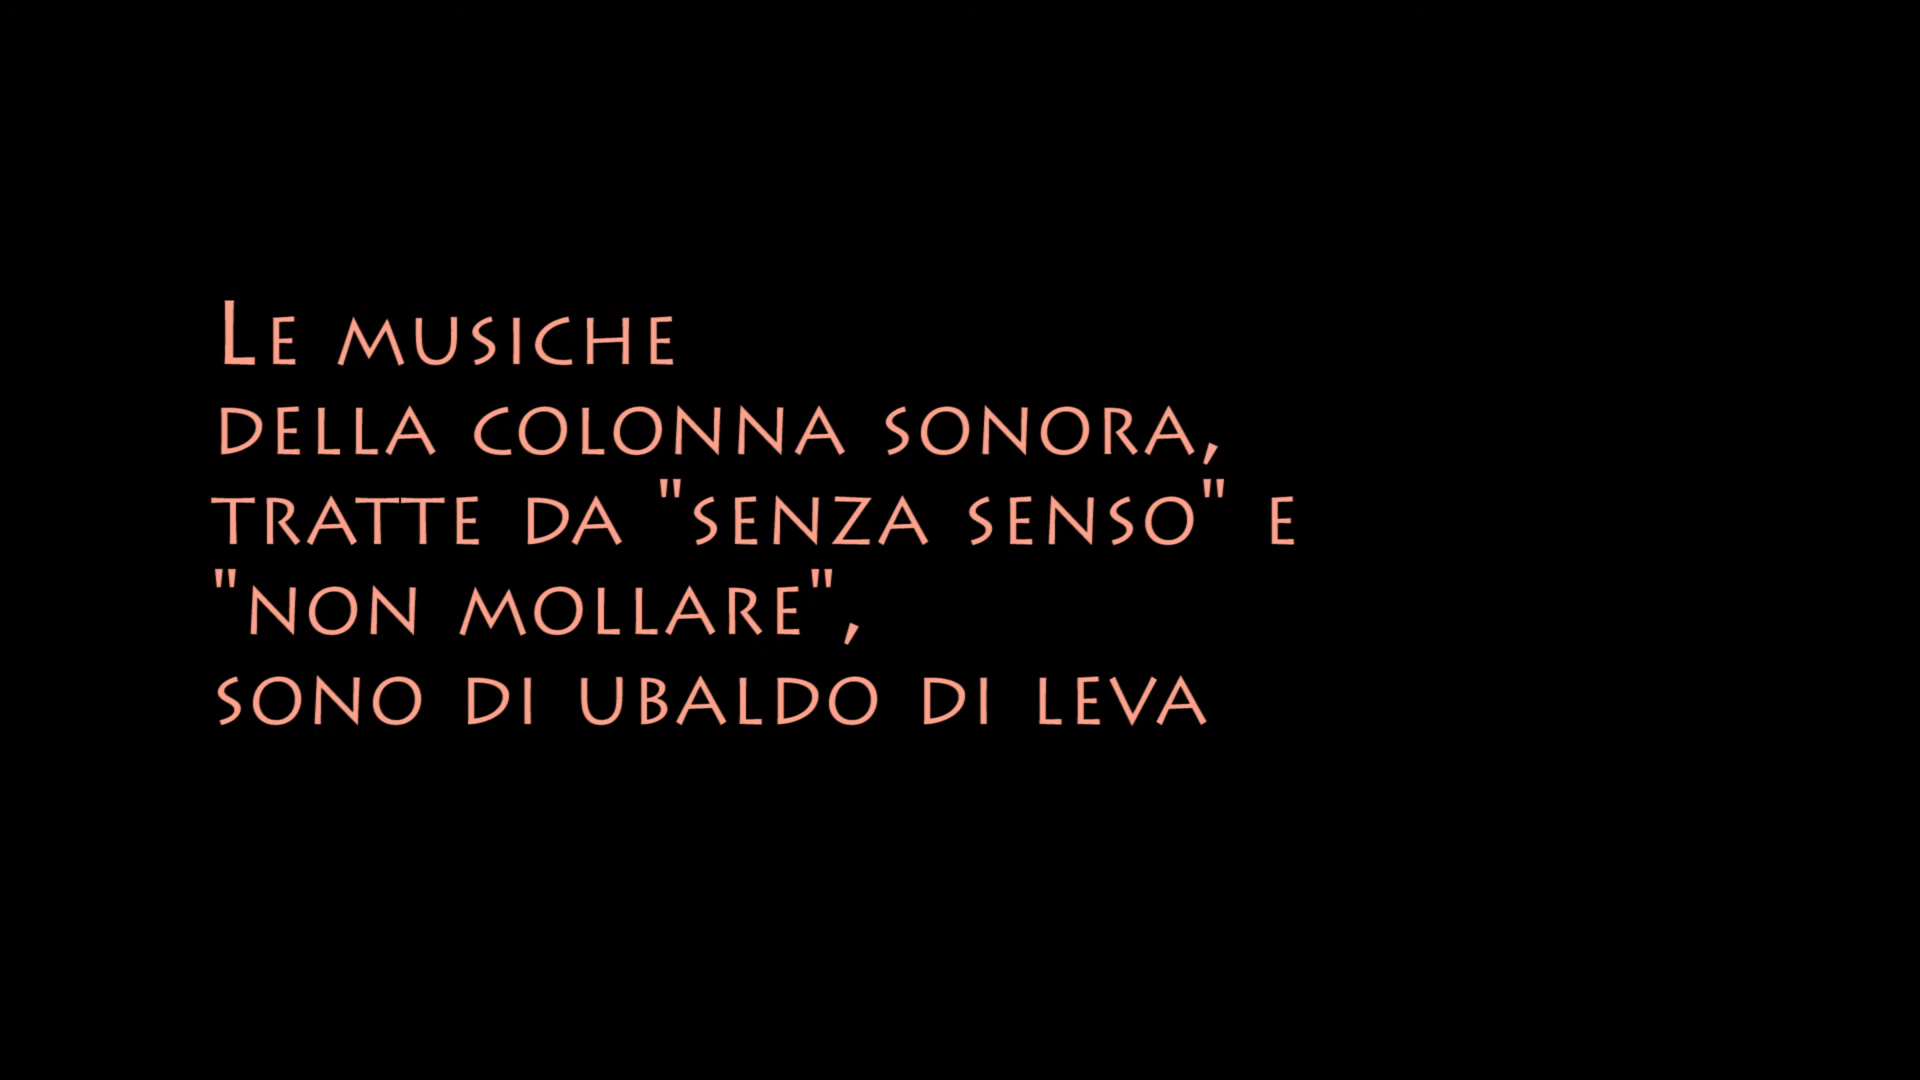 Le musiche
della colonna sonora,
tratte da "senza senso" e
"non mollare",
sono di ubaldo di leva